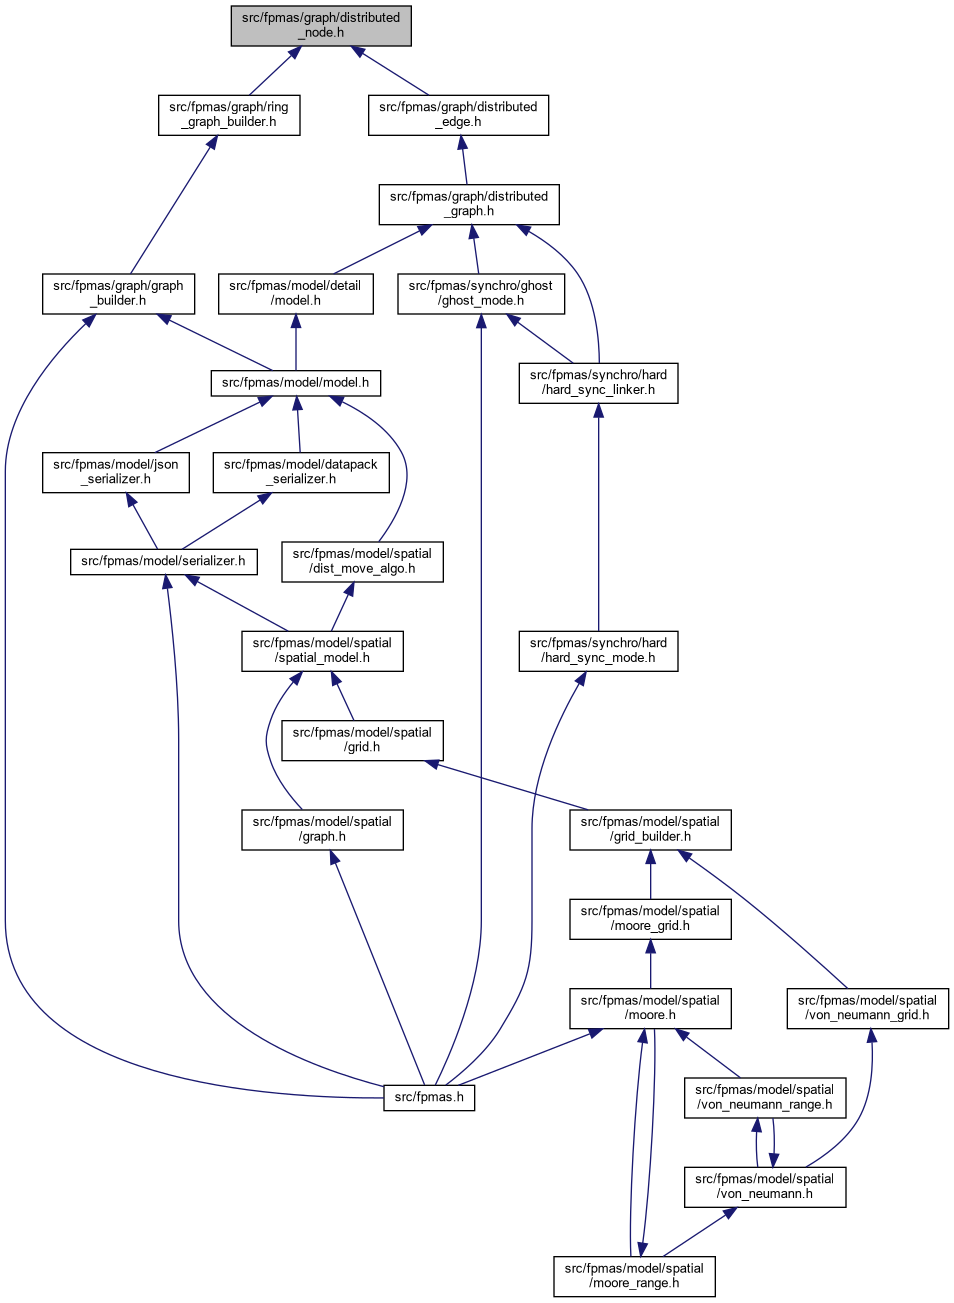 src/fpmas/graph/distributed
_node.h
src/fpmas/graph/ring
_graph_builder.h
src/fpmas/graph/distributed
_edge.h
src/fpmas/graph/distributed
_graph.h
src/fpmas/graph/graph
_builder.h
src/fpmas/model/detail
/model.h
src/fpmas/synchro/ghost
/ghost_mode.h
src/fpmas/synchro/hard
/hard_sync_linker.h
src/fpmas/model/model.h
src/fpmas/model/json
_serializer.h
src/fpmas/model/datapack
_serializer.h
src/fpmas/model/serializer.h
src/fpmas/model/spatial
/dist_move_algo.h
src/fpmas/model/spatial
/spatial_model.h
src/fpmas/synchro/hard
/hard_sync_mode.h
src/fpmas/model/spatial
/grid.h
src/fpmas/model/spatial
/graph.h
src/fpmas/model/spatial
/grid_builder.h
src/fpmas/model/spatial
/moore_grid.h
src/fpmas/model/spatial
/moore.h
src/fpmas/model/spatial
/von_neumann_grid.h
src/fpmas.h
src/fpmas/model/spatial
/von_neumann_range.h
src/fpmas/model/spatial
/von_neumann.h
src/fpmas/model/spatial
/moore_range.h